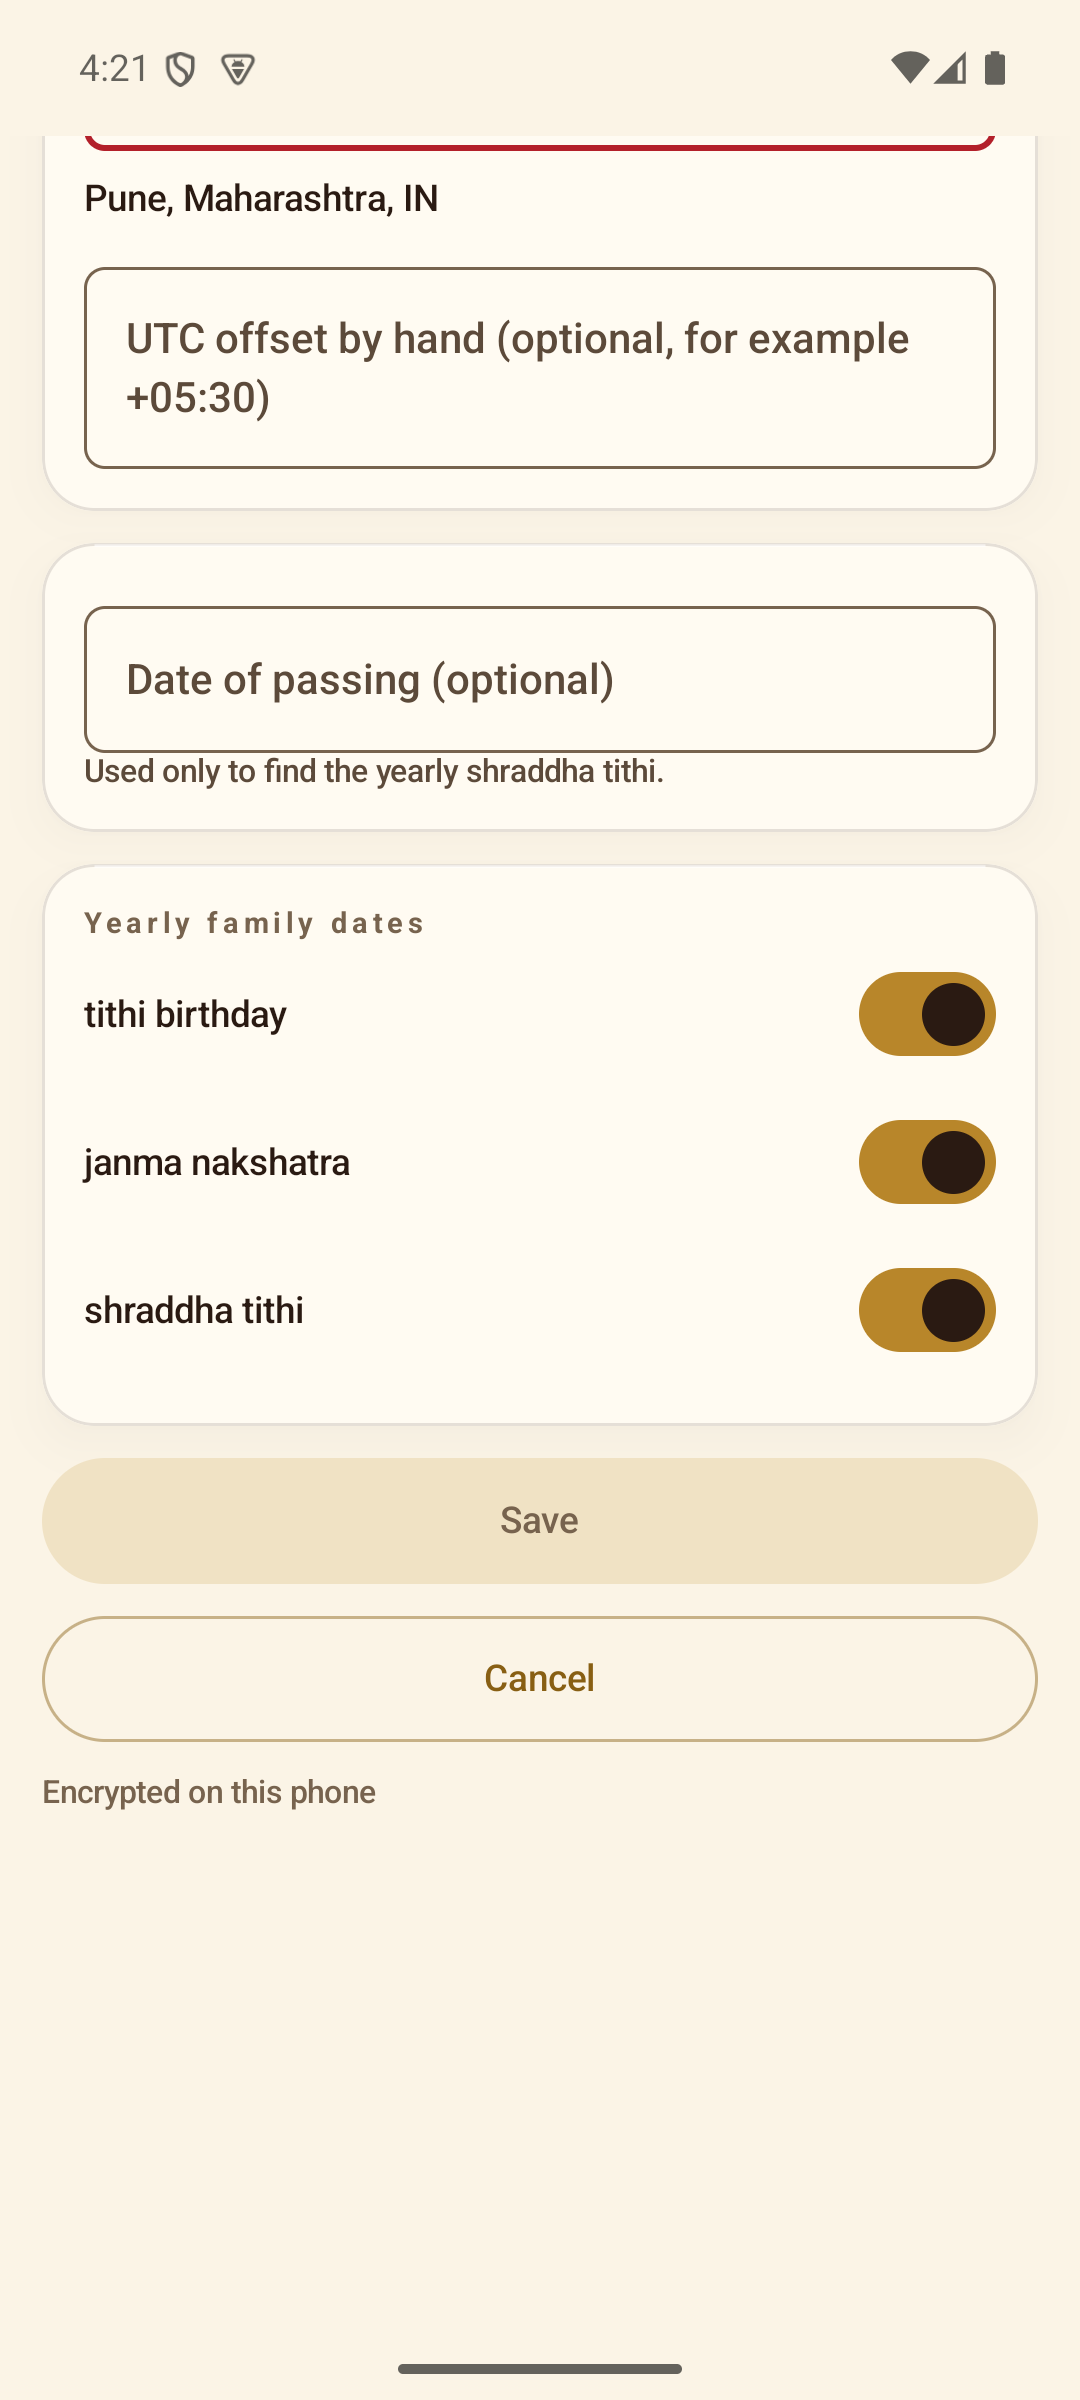 4:21
Pune, Maharashtra, IN
UTC offset by hand (optional, for example
+05:30)
Date of passing (optional)
Used only to find the yearly shraddha tithi.
Yearly family dates
tithi birthday
janma nakshatra
shraddha tithi
Save
Cancel
Encrypted on this phone